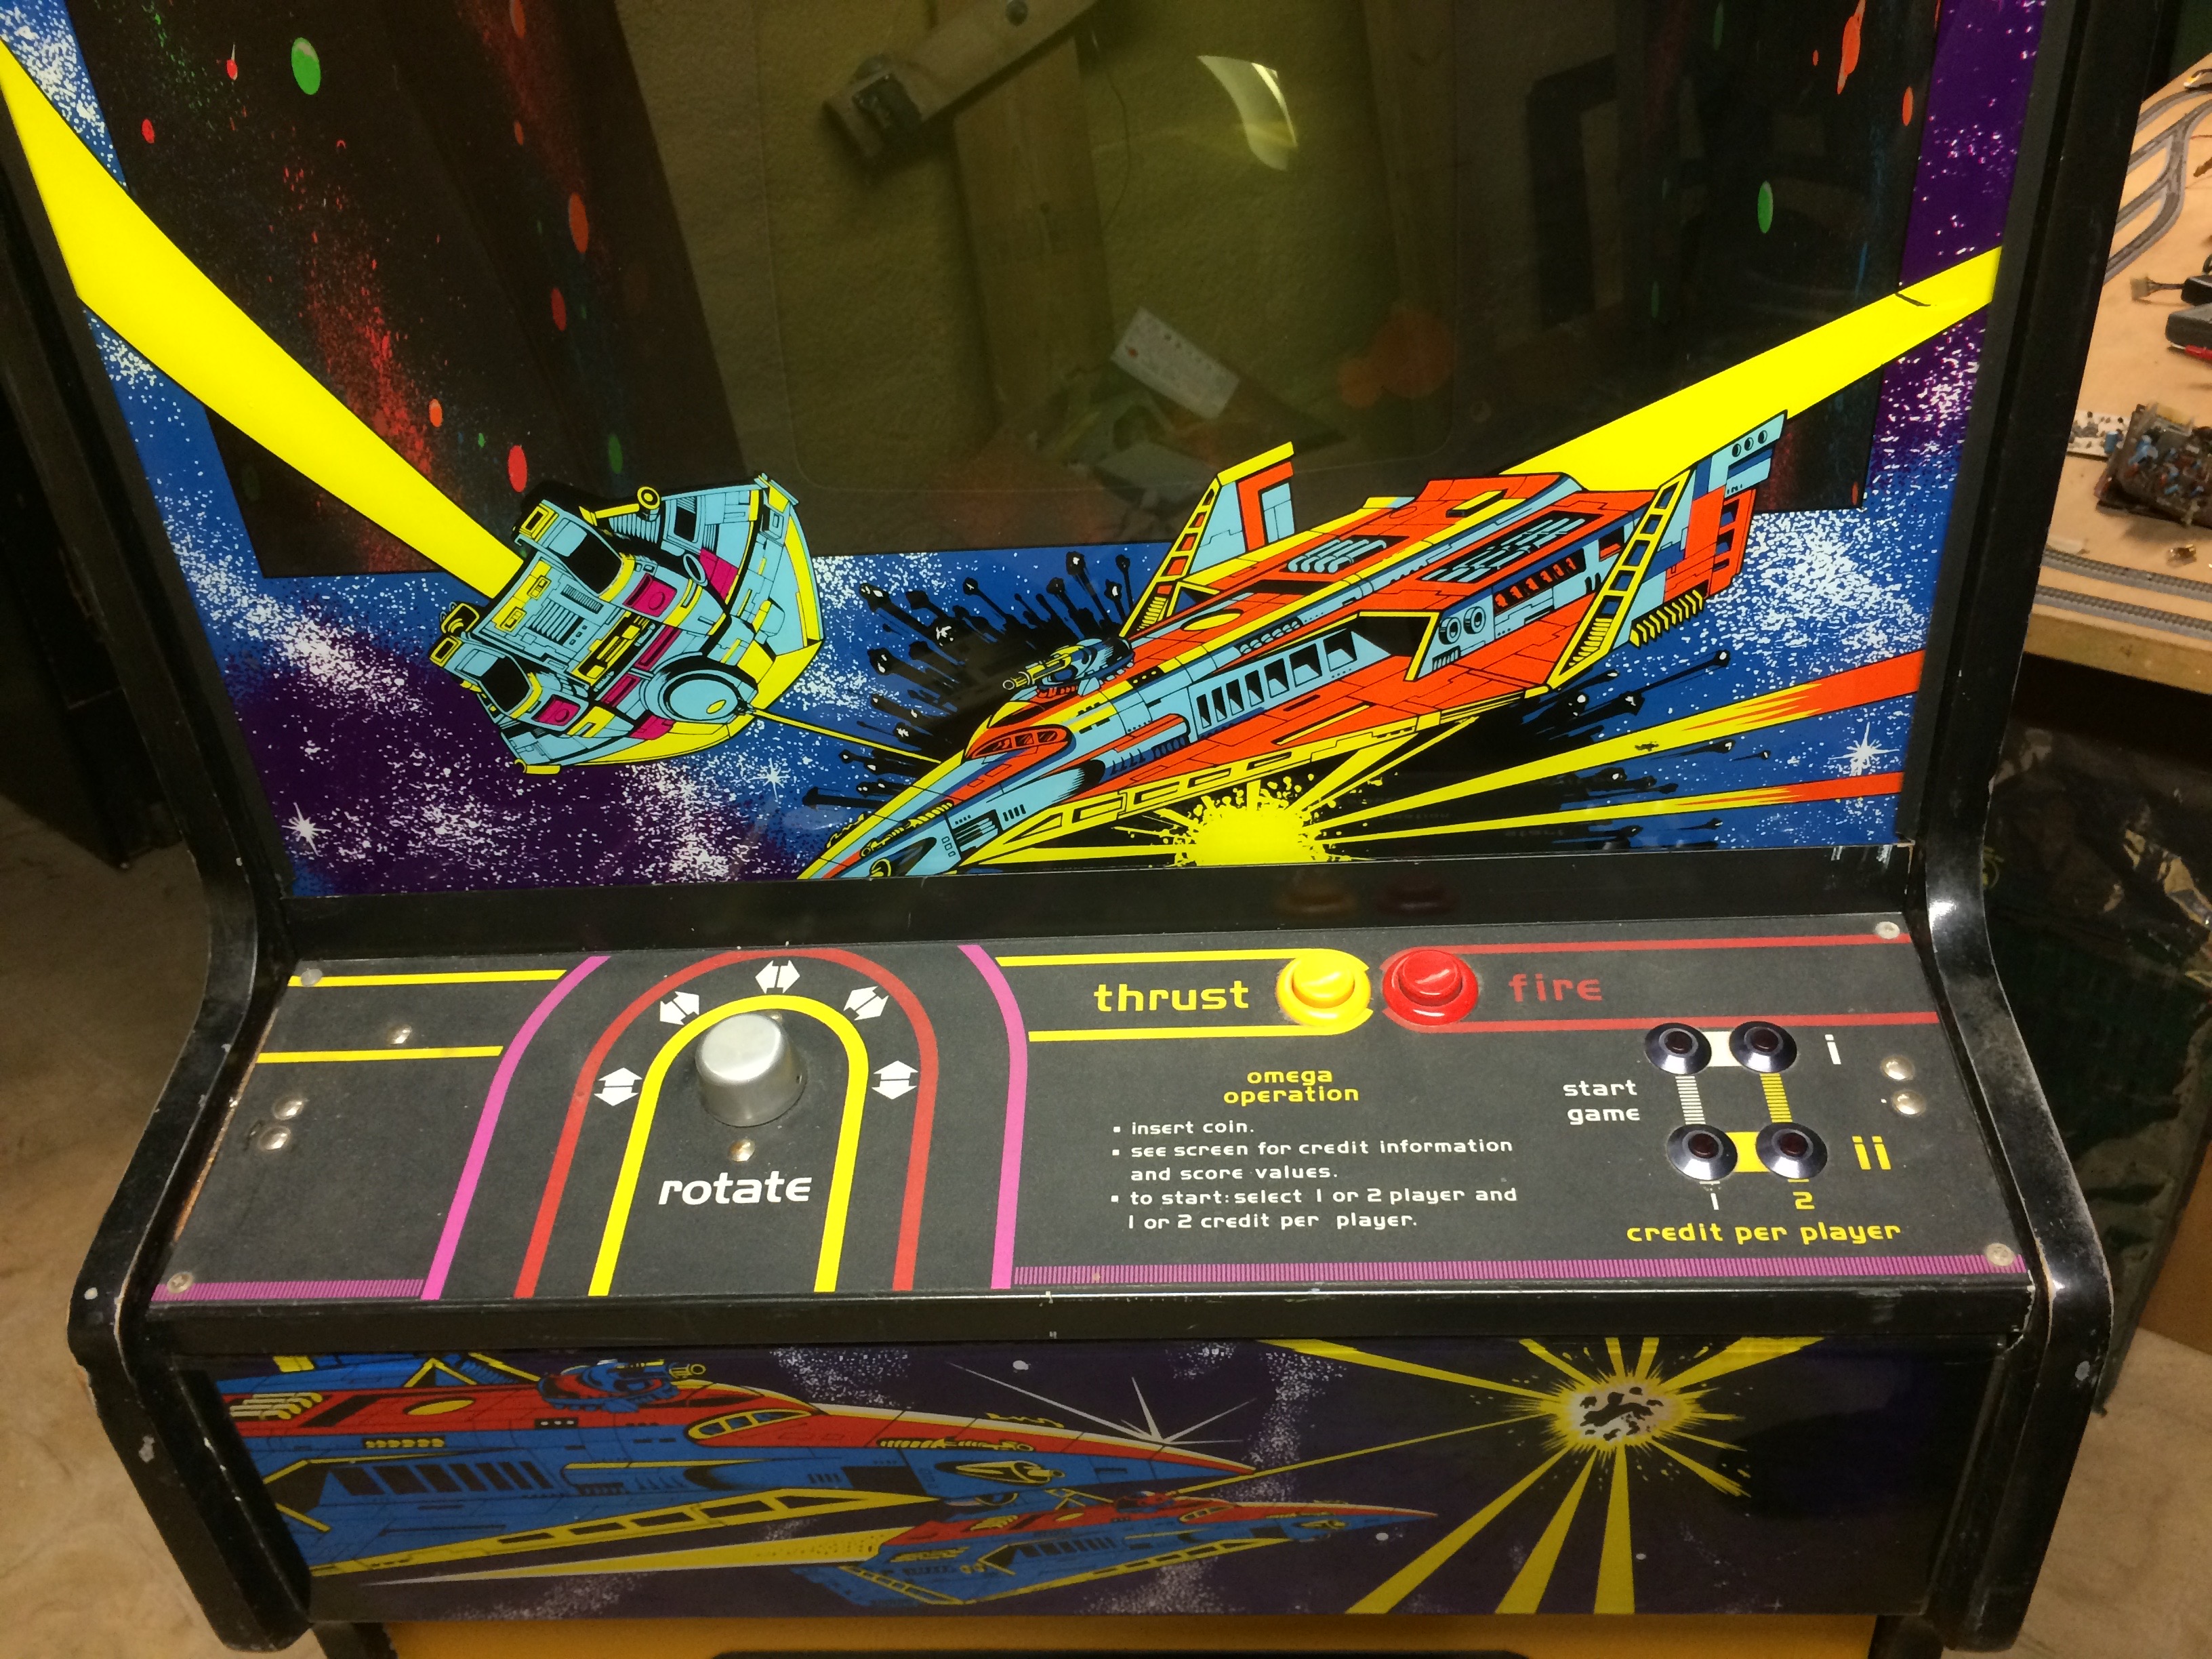 thrust
fire
i
omega
operation
start
game
▪ insert coin.
▪ see screen for credit information
and score values.
▪ to start: select 1 or 2 player and
1 or 2 credit per player.
ii
rotate
1
2
credit per player